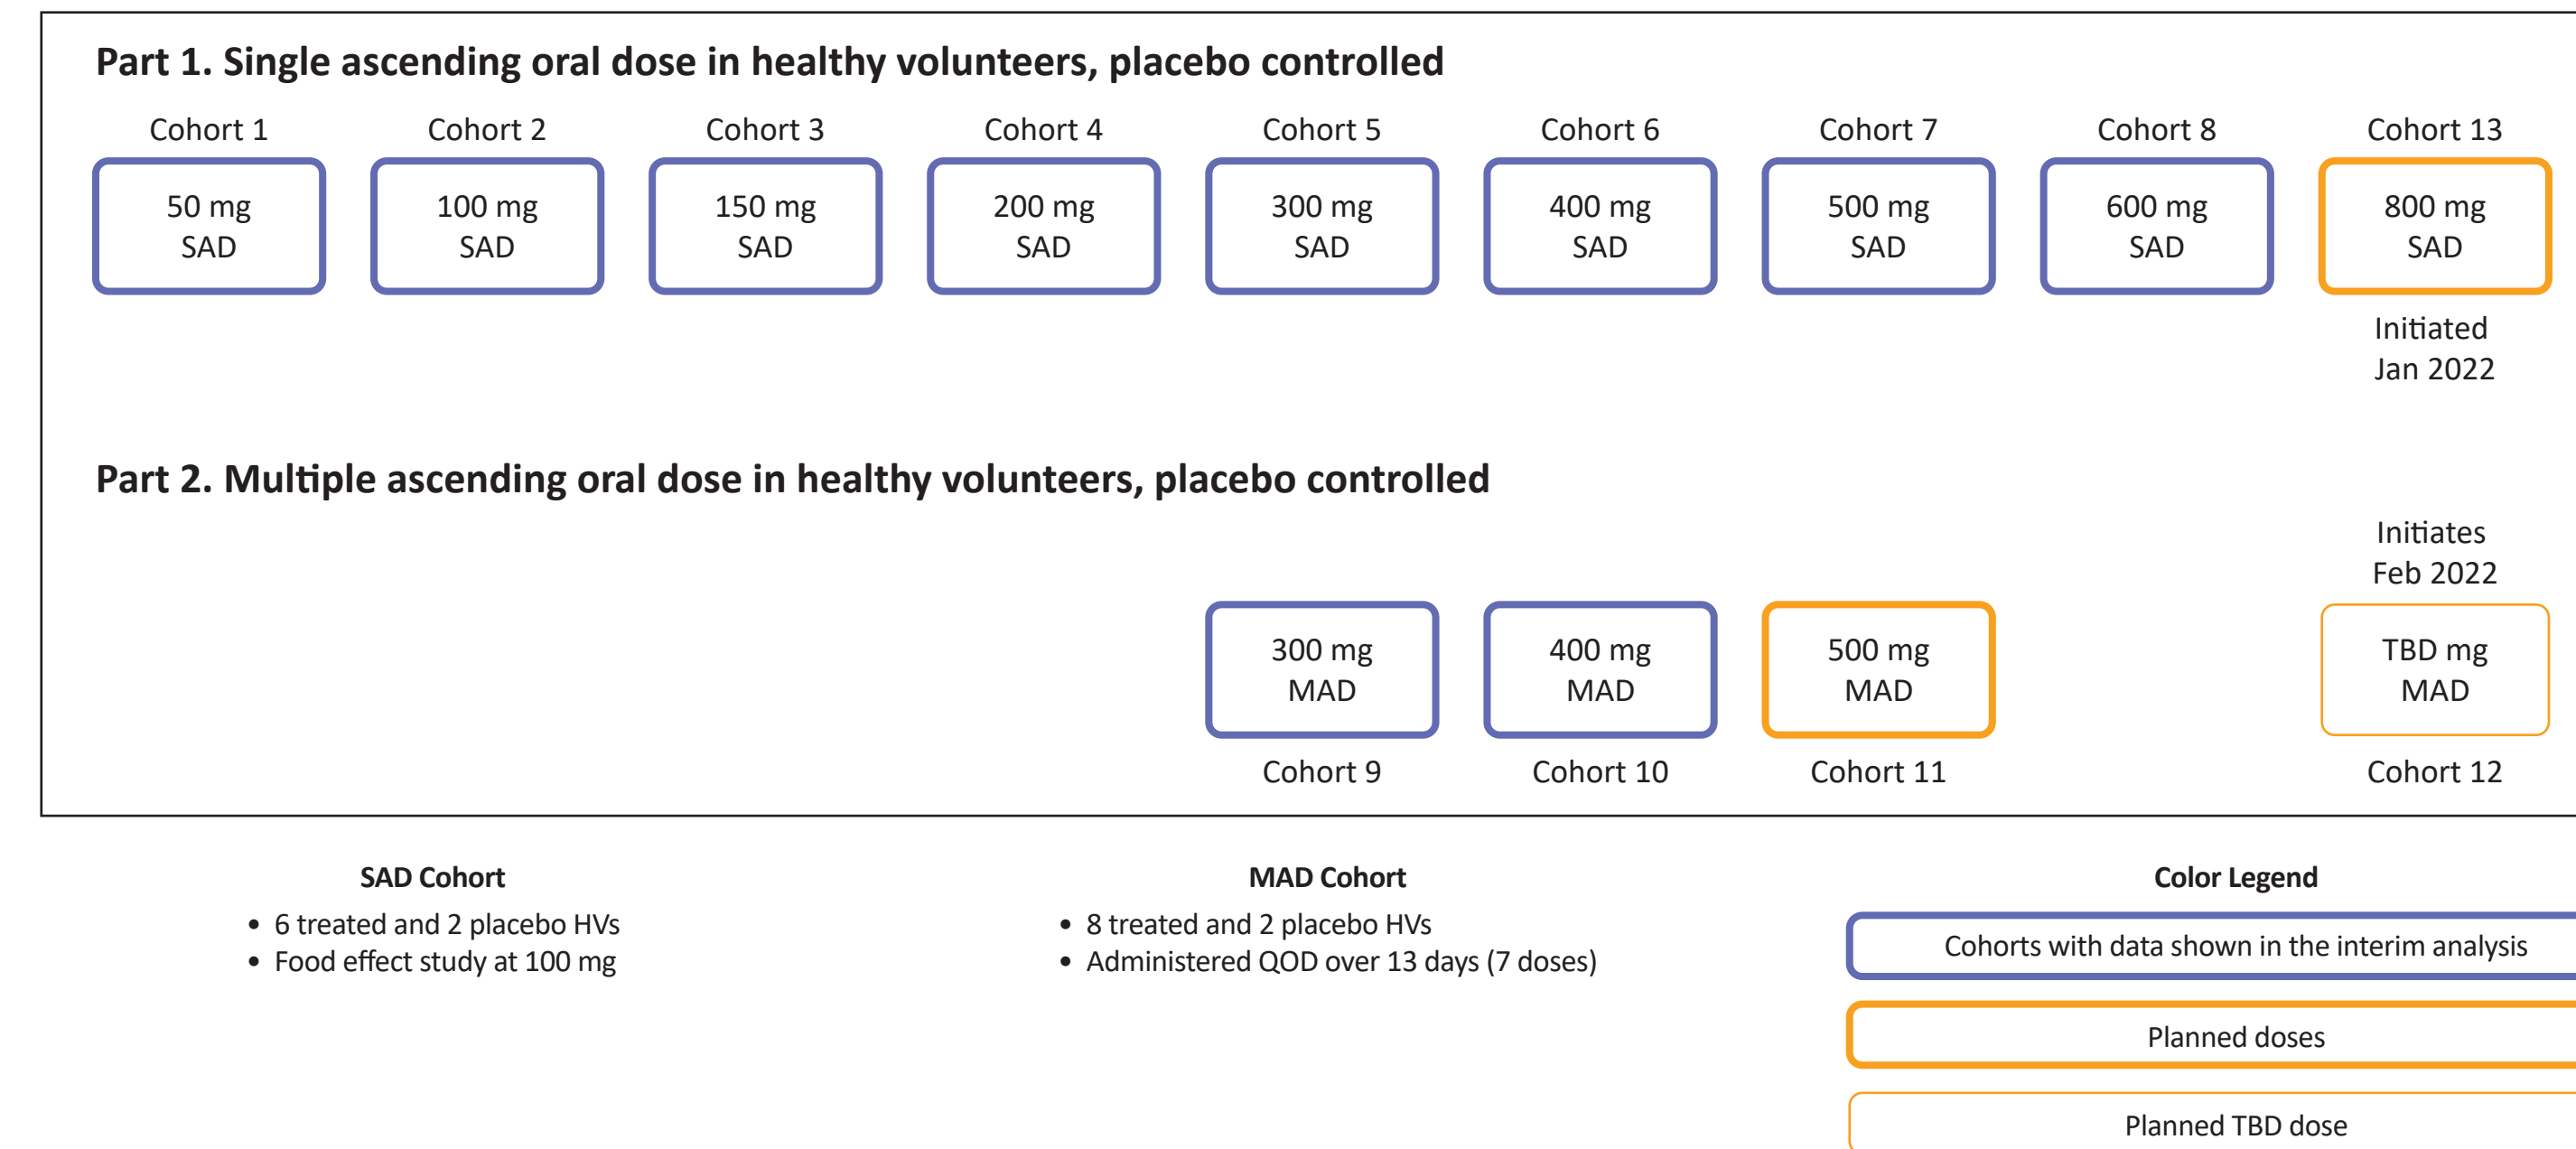 Part 1. Single ascending oral dose in healthy volunteers, placebo controlled
Cohort 1
Cohort 2
Cohort 3
Cohort 4
Cohort 5
Cohort 6
Cohort 7
Cohort 8
Cohort 13
50 mg
SAD
100 mg
SAD
150 mg
SAD
200 mg
SAD
300 mg
SAD
400 mg
SAD
500 mg
SAD
600 mg
SAD
800 mg
SAD
Initiated
Jan 2022
Part 2. Multiple ascending oral dose in healthy volunteers, placebo controlled
Initiates
Feb 2022
300 mg
MAD
400 mg
MAD
500 mg
MAD
TBD mg
MAD
Cohort 9
Cohort 10
Cohort 11
Cohort 12
SAD Cohort
• 6 treated and 2 placebo HVs
• Food effect study at 100 mg
MAD Cohort
• 8 treated and 2 placebo HVs
• Administered QOD over 13 days (7 doses)
Color Legend
Cohorts with data shown in the interim analysis
Planned doses
Planned TBD dose